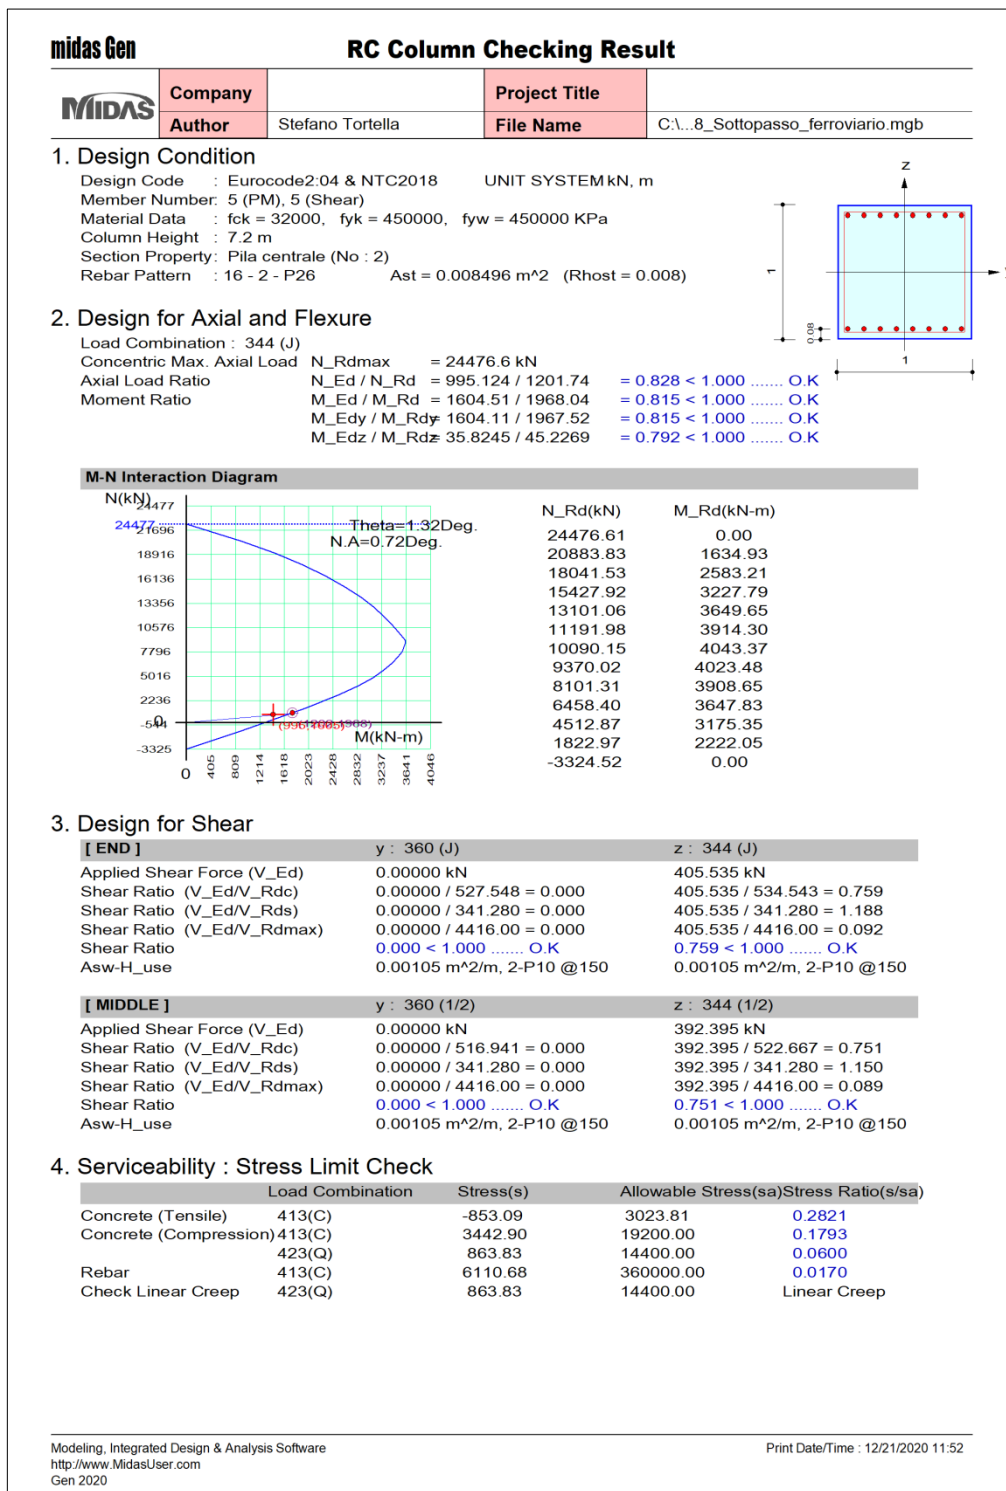 midas Gen
RC Column Checking Result
MIDAS
Company
Project Title
Author Stefano Tortella File Name C:\...8_Sottopasso_ferroviario.mgb
1. Design Condition
Design Code : Eurocode2:04 & NTC2018 UNIT SYSTEM kN, m
Member Number: 5 (PM), 5 (Shear)
Material Data : fck = 32000, fyk = 450000, fyw = 450000 KPa
Column Height : 7.2 m
Section Property: Pila centrale (No : 2)
Rebar Pattern : 16 - 2 - P26 Ast = 0.008496 m^2 (Rhost = 0.008)
z
1
0.08
1
2. Design for Axial and Flexure
Load Combination : 344 (J)
Concentric Max. Axial Load N_Rdmax = 24476.6 kN
Axial Load Ratio N_Ed / N_Rd = 995.124 / 1201.74 = 0.828 < 1.000 ....... O.K
Moment Ratio M_Ed / M_Rd = 1604.51 / 1968.04 = 0.815 < 1.000 ....... O.K
M_Edy / M_Rdy = 1604.11 / 1967.52 = 0.815 < 1.000 ....... O.K
M_Edz / M_Rdz = 35.8245 / 45.2269 = 0.792 < 1.000 ....... O.K
M-N Interaction Diagram
N(kN)
24477
24477
21696
18916
16136
13356
10576
7796
5016
2236
0
-544
-3325
Theta=1.32Deg.
N.A=0.72Deg.
M(kN-m)
0 405 809 1214 1618 2023 2428 2832 3237 3641 4046
N_Rd(kN) M_Rd(kN-m)
24476.61 0.00
20883.83 1634.93
18041.53 2583.21
15427.92 3227.79
13101.06 3649.65
11191.98 3914.30
10090.15 4043.37
9370.02 4023.48
8101.31 3908.65
6458.40 3647.83
4512.87 3175.35
1822.97 2222.05
-3324.52 0.00
3. Design for Shear
[ END ] y : 360 (J) z : 344 (J)
Applied Shear Force (V_Ed) 0.00000 kN 405.535 kN
Shear Ratio (V_Ed/V_Rdc) 0.00000 / 527.548 = 0.000 405.535 / 534.543 = 0.759
Shear Ratio (V_Ed/V_Rds) 0.00000 / 341.280 = 0.000 405.535 / 341.280 = 1.188
Shear Ratio (V_Ed/V_Rdmax) 0.00000 / 4416.00 = 0.000 405.535 / 4416.00 = 0.092
Shear Ratio 0.000 < 1.000 ....... O.K 0.759 < 1.000 ....... O.K
Asw-H_use 0.00105 m^2/m, 2-P10 @150 0.00105 m^2/m, 2-P10 @150
[ MIDDLE ] y : 360 (1/2) z : 344 (1/2)
Applied Shear Force (V_Ed) 0.00000 kN 392.395 kN
Shear Ratio (V_Ed/V_Rdc) 0.00000 / 516.941 = 0.000 392.395 / 522.667 = 0.751
Shear Ratio (V_Ed/V_Rds) 0.00000 / 341.280 = 0.000 392.395 / 341.280 = 1.150
Shear Ratio (V_Ed/V_Rdmax) 0.00000 / 4416.00 = 0.000 392.395 / 4416.00 = 0.089
Shear Ratio 0.000 < 1.000 ....... O.K 0.751 < 1.000 ....... O.K
Asw-H_use 0.00105 m^2/m, 2-P10 @150 0.00105 m^2/m, 2-P10 @150
4. Serviceability : Stress Limit Check
Load Combination Stress(s) Allowable Stress(sa) Stress Ratio(s/sa)
Concrete (Tensile) 413(C) -853.09 3023.81 0.2821
Concrete (Compression) 413(C) 3442.90 19200.00 0.1793
423(Q) 863.83 14400.00 0.0600
Rebar 413(C) 6110.68 360000.00 0.0170
Check Linear Creep 423(Q) 863.83 14400.00 Linear Creep
Modeling, Integrated Design & Analysis Software Print Date/Time : 12/21/2020 11:52
http://www.MidasUser.com
Gen 2020